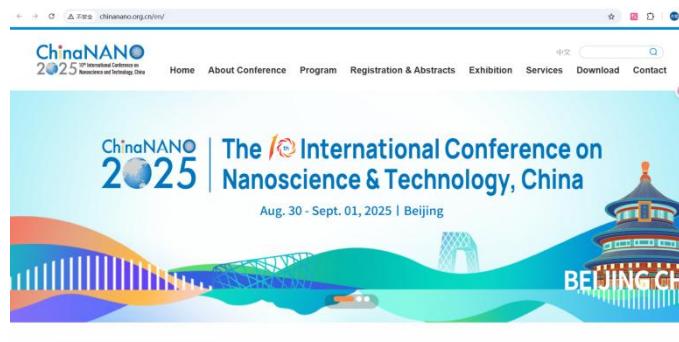 不安全 chinanano.org.cn/en/
ChinaNANO
2025 10th International Conference on
Nanoscience and Technology, China
中文
Home About Conference Program Registration & Abstracts Exhibition Services Download Contact
ChinaNANO
2025
The 10th International Conference on
Nanoscience & Technology, China
Aug. 30 - Sept. 01, 2025 | Beijing
BEIJING CH